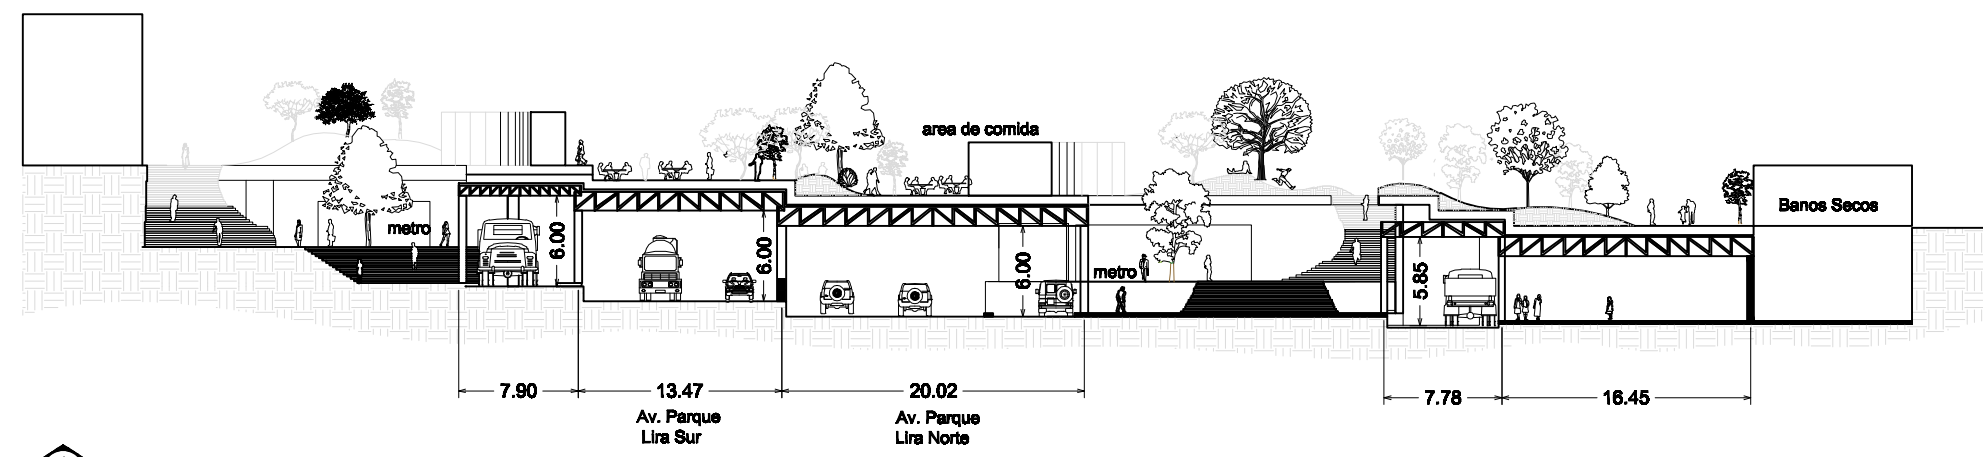 area de comida
Banos Secos
metro
6.00
6.00
6.00
metro
5.85
7.90
13.47
20.02
7.78
16.45
Av. Parque
Lira Sur
Av. Parque
Lira Norte